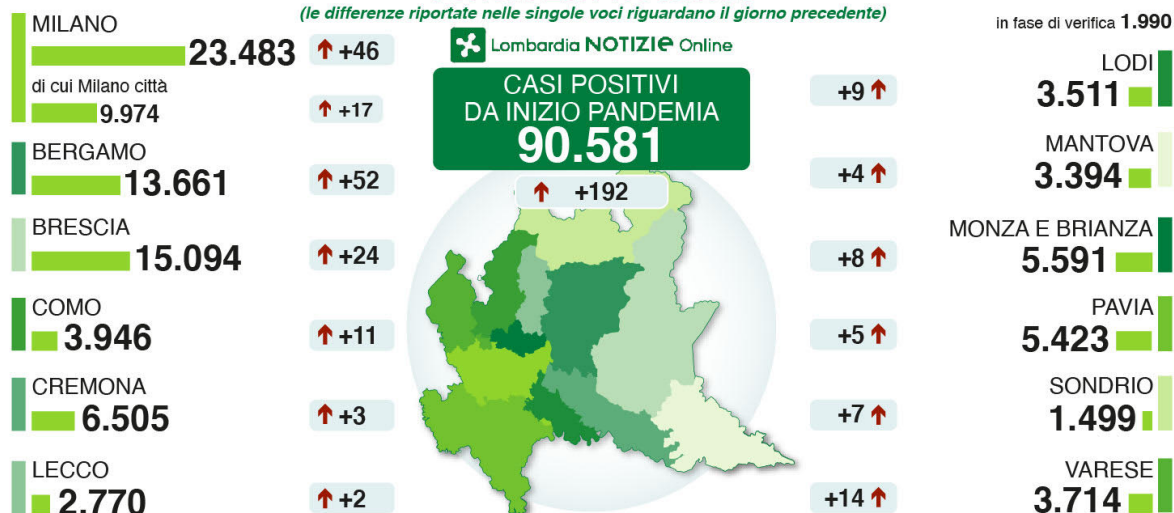 (le differenze riportate nelle singole voci riguardano il giorno precedente)
in fase di verifica 1.990
Lombardia NOTIZIE Online
CASI POSITIVI
DA INIZIO PANDEMIA
90.581
+192
MILANO
23.483 +46
di cui Milano città
9.974 +17
BERGAMO
13.661 +52
BRESCIA
15.094 +24
COMO
3.946 +11
CREMONA
6.505 +3
LECCO
2.770 +2
LODI
+9 3.511
MANTOVA
+4 3.394
MONZA E BRIANZA
+8 5.591
PAVIA
+5 5.423
SONDRIO
+7 1.499
VARESE
+14 3.714